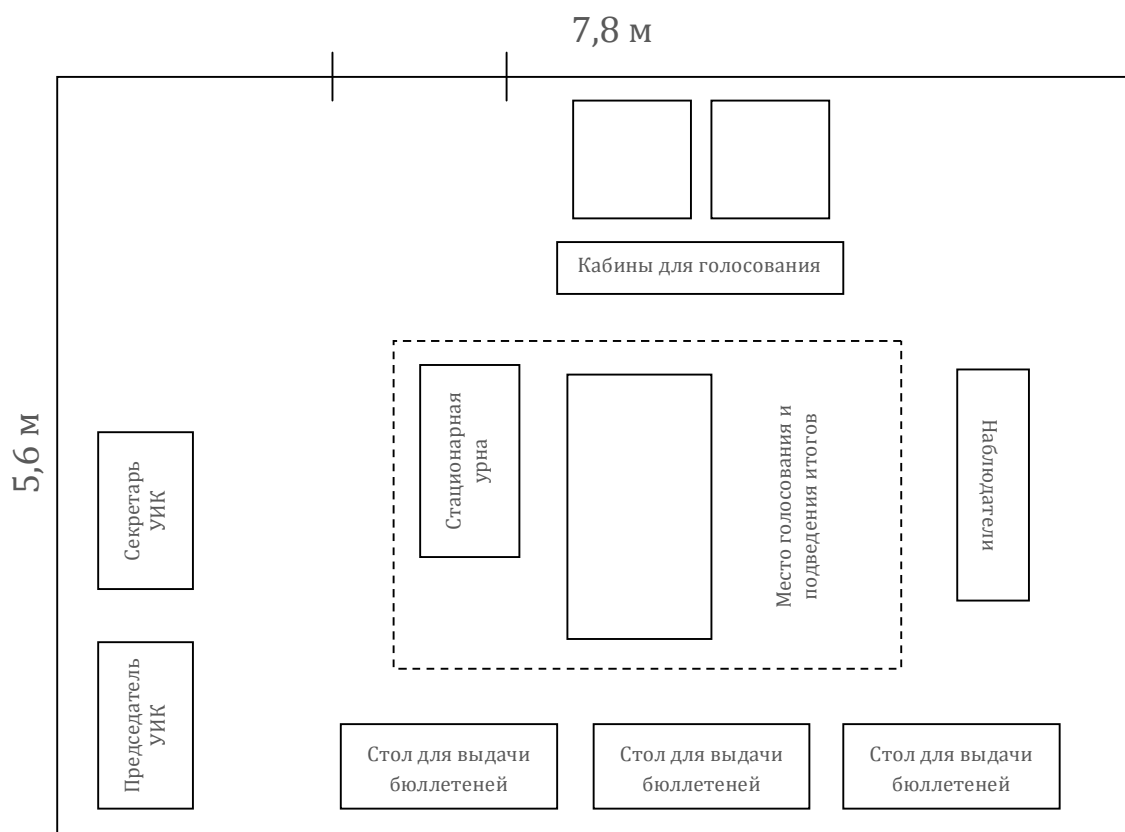 7,8 м
Кабины для голосования
5,6 м
Секретарь
УИК
Стационарная
урна
Место голосования и
подведения итогов
Наблюдатели
Председатель
УИК
Стол для выдачи
бюллетеней
Стол для выдачи
бюллетеней
Стол для выдачи
бюллетеней